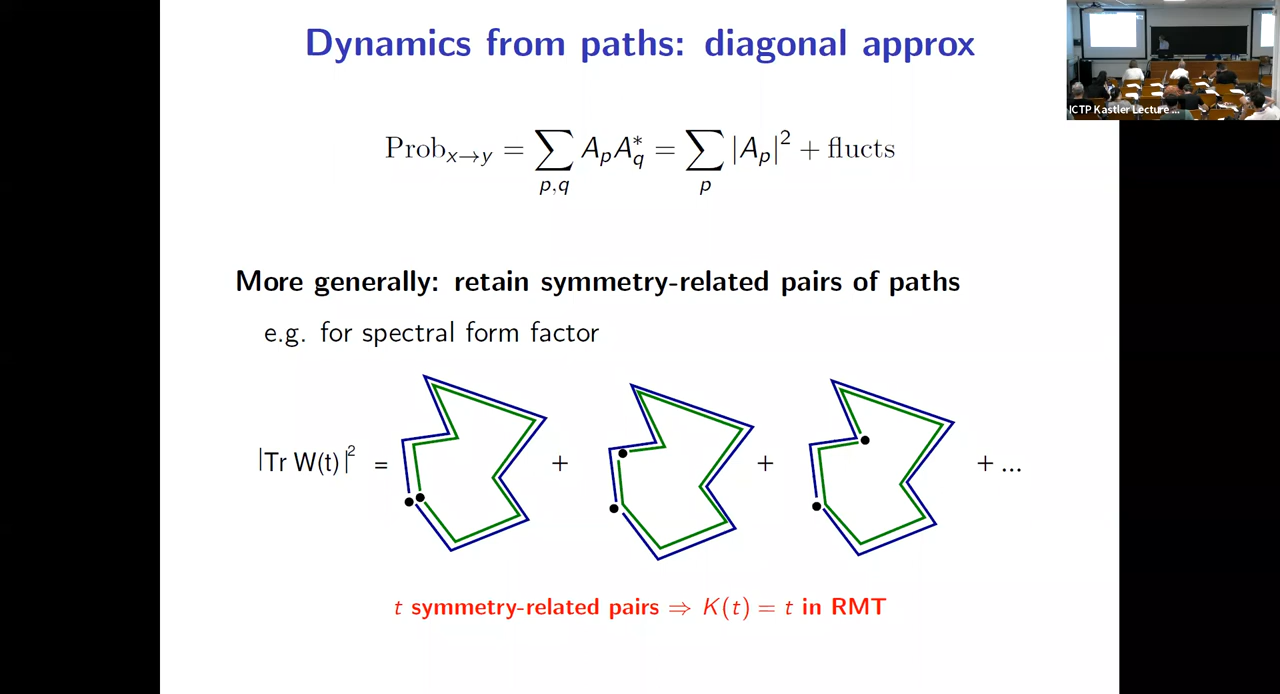 Dynamics from paths: diagonal approx
ICTP Kastler Lecture ...
Prob_{x→y} = ∑_{p,q} A_p A_q^* = ∑_p |A_p|^2 + flucts
More generally: retain symmetry-related pairs of paths
e.g. for spectral form factor
|Tr W(t)|^2 = + + + ...
t symmetry-related pairs ⇒ K(t) = t in RMT